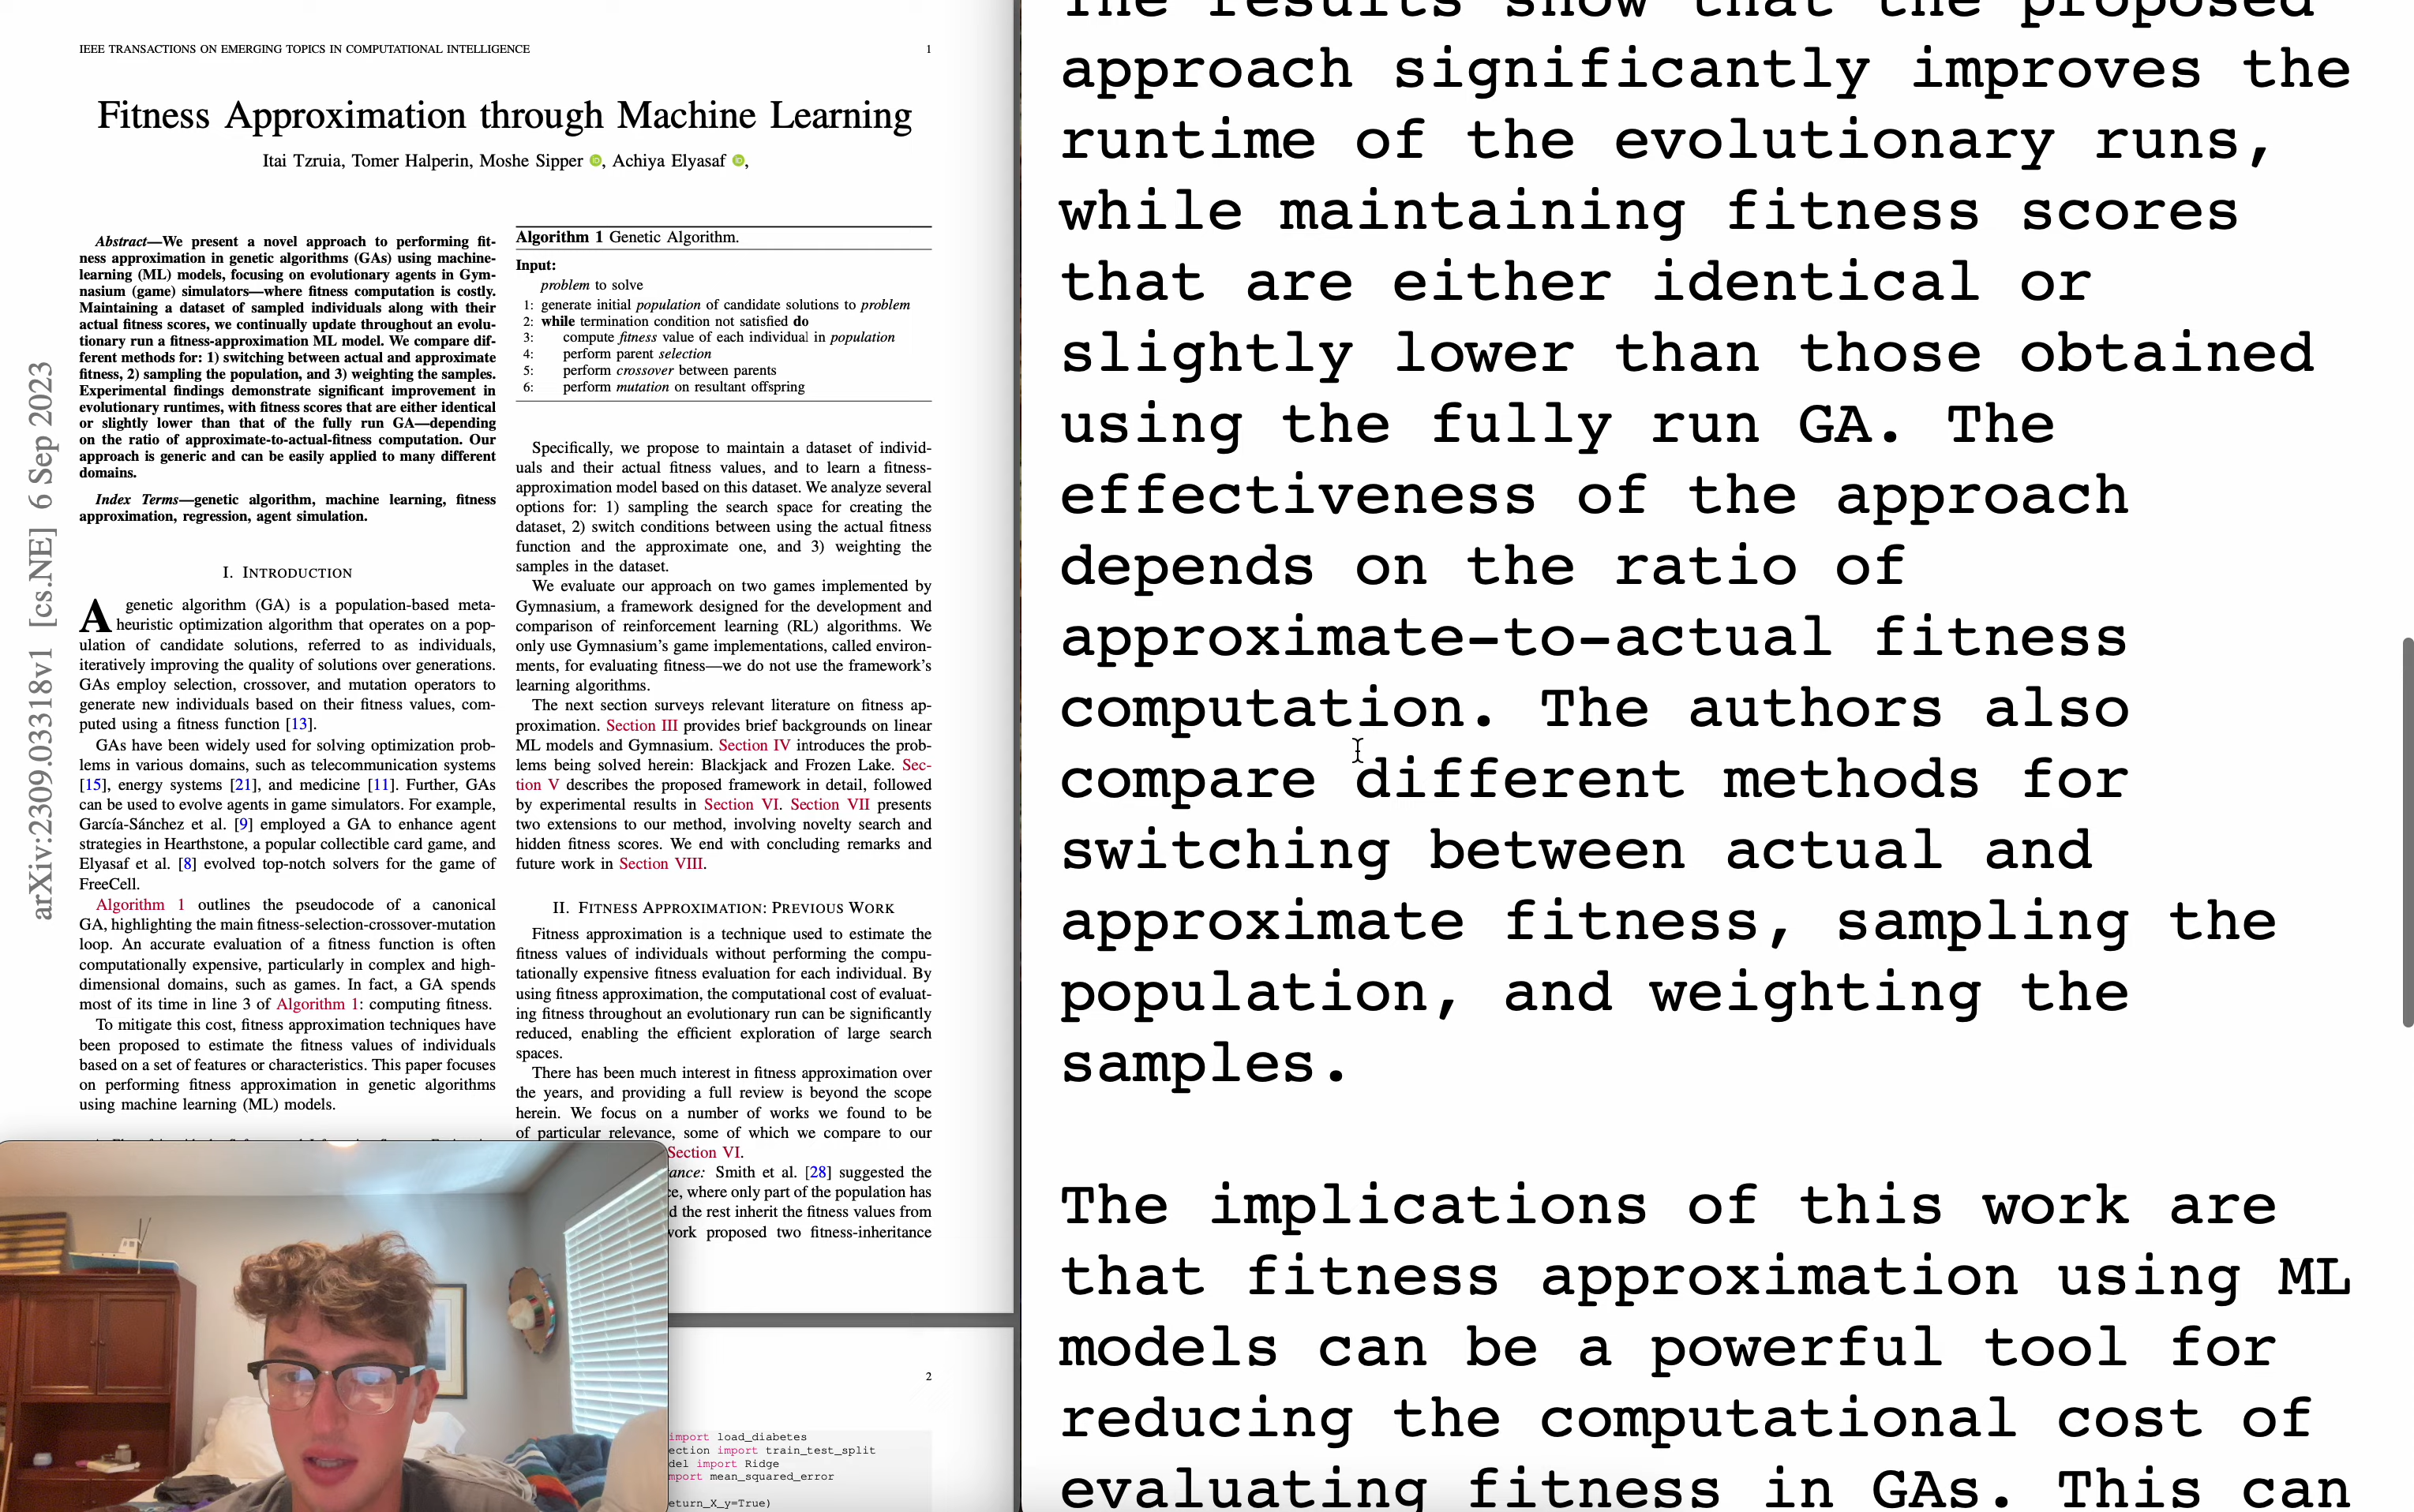 IEEE TRANSACTIONS ON EMERGING TOPICS IN COMPUTATIONAL INTELLIGENCE 1
Fitness Approximation through Machine Learning
Itai Tzruia, Tomer Halperin, Moshe Sipper, Achiya Elyasaf,
arXiv:2309.03318v1 [cs.NE] 6 Sep 2023
Abstract—We present a novel approach to performing fit-
ness approximation in genetic algorithms (GAs) using machine-
learning (ML) models, focusing on evolutionary agents in Gym-
nasium (game) simulators—where fitness computation is costly.
Maintaining a dataset of sampled individuals along with their
actual fitness scores, we continually update throughout an evolu-
tionary run a fitness-approximation ML model. We compare dif-
ferent methods for: 1) switching between actual and approximate
fitness, 2) sampling the population, and 3) weighting the samples.
Experimental findings demonstrate significant improvement in
evolutionary runtimes, with fitness scores that are either identical
or slightly lower than that of the fully run GA—depending
on the ratio of approximate-to-actual-fitness computation. Our
approach is generic and can be easily applied to many different
domains.
Index Terms—genetic algorithm, machine learning, fitness
approximation, regression, agent simulation.
I. INTRODUCTION
A genetic algorithm (GA) is a population-based meta-
heuristic optimization algorithm that operates on a pop-
ulation of candidate solutions, referred to as individuals,
iteratively improving the quality of solutions over generations.
GAs employ selection, crossover, and mutation operators to
generate new individuals based on their fitness values, com-
puted using a fitness function [13].
GAs have been widely used for solving optimization prob-
lems in various domains, such as telecommunication systems
[15], energy systems [21], and medicine [11]. Further, GAs
can be used to evolve agents in game simulators. For example,
García-Sánchez et al. [9] employed a GA to enhance agent
strategies in Hearthstone, a popular collectible card game, and
Elyasaf et al. [8] evolved top-notch solvers for the game of
FreeCell.
Algorithm 1 outlines the pseudocode of a canonical
GA, highlighting the main fitness-selection-crossover-mutation
loop. An accurate evaluation of a fitness function is often
computationally expensive, particularly in complex and high-
dimensional domains, such as games. In fact, a GA spends
most of its time in line 3 of Algorithm 1: computing fitness.
To mitigate this cost, fitness approximation techniques have
been proposed to estimate the fitness values of individuals
based on a set of features or characteristics. This paper focuses
on performing fitness approximation in genetic algorithms
using machine learning (ML) models.
Algorithm 1 Genetic Algorithm.
Input:
problem to solve
1: generate initial population of candidate solutions to problem
2: while termination condition not satisfied do
3: compute fitness value of each individual in population
4: perform parent selection
5: perform crossover between parents
6: perform mutation on resultant offspring
Specifically, we propose to maintain a dataset of individ-
uals and their actual fitness values, and to learn a fitness-
approximation model based on this dataset. We analyze several
options for: 1) sampling the search space for creating the
dataset, 2) switch conditions between using the actual fitness
function and the approximate one, and 3) weighting the
samples in the dataset.
We evaluate our approach on two games implemented by
Gymnasium, a framework designed for the development and
comparison of reinforcement learning (RL) algorithms. We
only use Gymnasium's game implementations, called environ-
ments, for evaluating fitness—we do not use the framework's
learning algorithms.
The next section surveys relevant literature on fitness ap-
proximation. Section III provides brief backgrounds on linear
ML models and Gymnasium. Section IV introduces the prob-
lems being solved herein: Blackjack and Frozen Lake. Sec-
tion V describes the proposed framework in detail, followed
by experimental results in Section VI. Section VII presents
two extensions to our method, involving novelty search and
hidden fitness scores. We end with concluding remarks and
future work in Section VIII.
II. FITNESS APPROXIMATION: PREVIOUS WORK
Fitness approximation is a technique used to estimate the
fitness values of individuals without performing the compu-
tationally expensive fitness evaluation for each individual. By
using fitness approximation, the computational cost of evaluat-
ing fitness throughout an evolutionary run can be significantly
reduced, enabling the efficient exploration of large search
spaces.
There has been much interest in fitness approximation over
the years, and providing a full review is beyond the scope
herein. We focus on a number of works we found to be
of particular relevance, some of which we compare to our
Section VI.
ance: Smith et al. [28] suggested the
ce, where only part of the population has
d the rest inherit the fitness values from
work proposed two fitness-inheritance
2
import load_diabetes
ection import train_test_split
del import Ridge
mport mean_squared_error
eturn_X_y=True)
The results show that the proposed
approach significantly improves the
runtime of the evolutionary runs,
while maintaining fitness scores
that are either identical or
slightly lower than those obtained
using the fully run GA. The
effectiveness of the approach
depends on the ratio of
approximate-to-actual fitness
computation. The authors also
compare different methods for
switching between actual and
approximate fitness, sampling the
population, and weighting the
samples.
The implications of this work are
that fitness approximation using ML
models can be a powerful tool for
reducing the computational cost of
evaluating fitness in GAs. This can